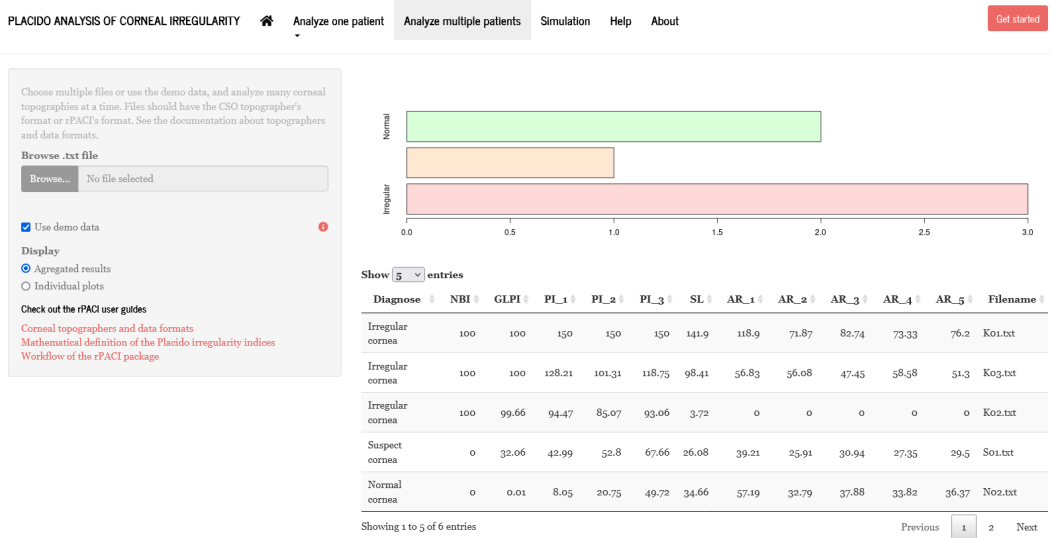 PLACIDO ANALYSIS OF CORNEAL IRREGULARITY Analyze one patient Analyze multiple patients Simulation Help About Get started
Choose multiple files or use the demo data, and analyze many corneal
topographies at a time. Files should have the CSO topographer's
format or rPACI's format. See the documentation about topographers
and data formats.
Browse .txt file
Browse... No file selected
Use demo data
Display
Agregated results
Individual plots
Check out the rPACI user guides
Corneal topographers and data formats
Mathematical definition of the Placido irregularity indices
Workflow of the rPACI package
Normal
Irregular
0.0 0.5 1.0 1.5 2.0 2.5 3.0
Show 5 entries
Diagnose NBI GLPI PI_1 PI_2 PI_3 SL AR_1 AR_2 AR_3 AR_4 AR_5 Filename
Irregular
cornea 100 100 150 150 150 141.9 118.9 71.87 82.74 73.33 76.2 K01.txt
Irregular
cornea 100 100 128.21 101.31 118.75 98.41 56.83 56.08 47.45 58.58 51.3 K03.txt
Irregular
cornea 100 99.66 94.47 85.07 93.06 3.72 0 0 0 0 0 K02.txt
Suspect
cornea 0 32.06 42.99 52.8 67.66 26.08 39.21 25.91 30.94 27.35 29.5 S01.txt
Normal
cornea 0 0.01 8.05 20.75 49.72 34.66 57.19 32.79 37.88 33.82 36.37 N02.txt
Showing 1 to 5 of 6 entries Previous 1 2 Next